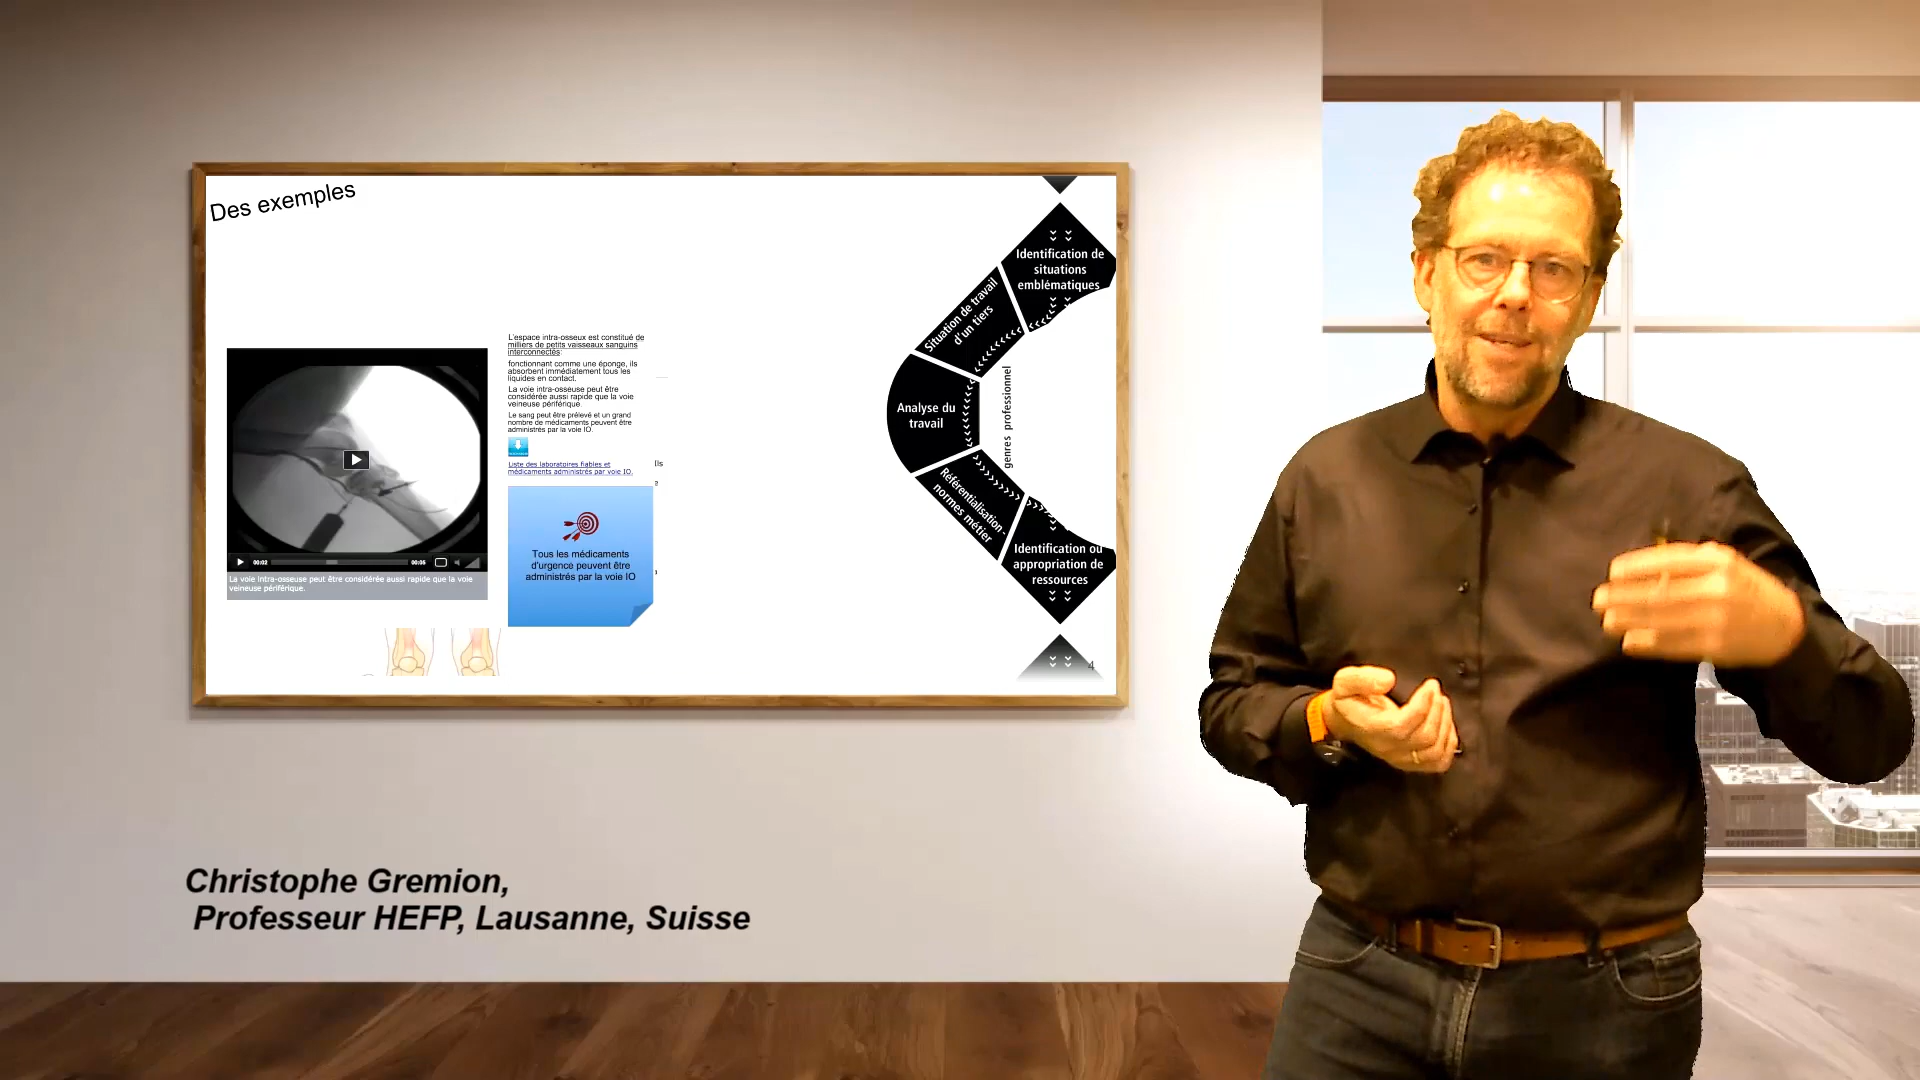 Des exemples
L'espace intra-osseux est constitué de
milliers de petits vaisseaux sanguins
interconnectés:
fonctionnant comme une éponge, ils
absorbent immédiatement tous les
liquides en contact.
La voie intra-osseuse peut être
considérée aussi rapide que la voie
veineuse périférique.
Le sang peut être prélevé et un grand
nombre de médicaments peuvent être
administrés par la voie IO.
Liste des laboratoires fiables et
médicaments administrés par voie IO.
lls
e
Tous les médicaments
d'urgence peuvent être
administrés par la voie IO
00:02
00:05
La voie intra-osseuse peut être considérée aussi rapide que la voie
veineuse périférique.
Identification de
situations
emblématiques
Situation de travail
d'un tiers
Analyse du
travail
genres professionnel
Référentialisation -
normes métier
Identification ou
appropriation de
ressources
4
Christophe Gremion,
Professeur HEFP, Lausanne, Suisse